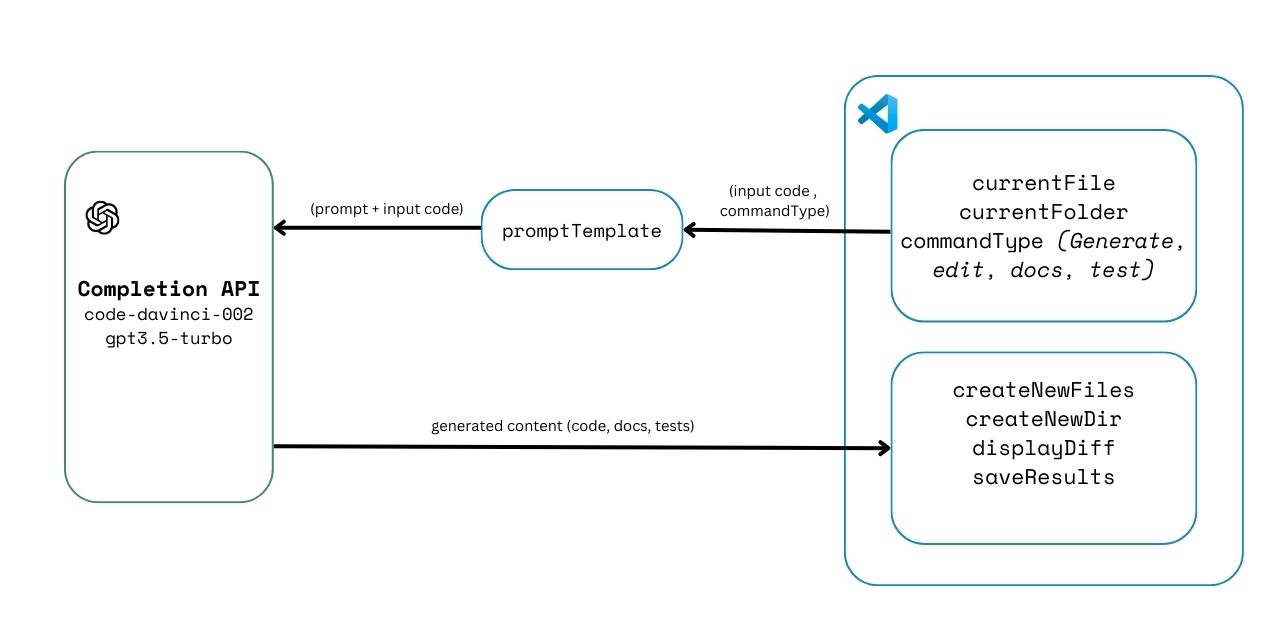 Completion API
code-davinci-002
gpt3.5-turbo
(prompt + input code)
promptTemplate
(input code ,
commandType)
currentFile
currentFolder
commandType (Generate,
edit, docs, test)
generated content (code, docs, tests)
createNewFiles
createNewDir
displayDiff
saveResults